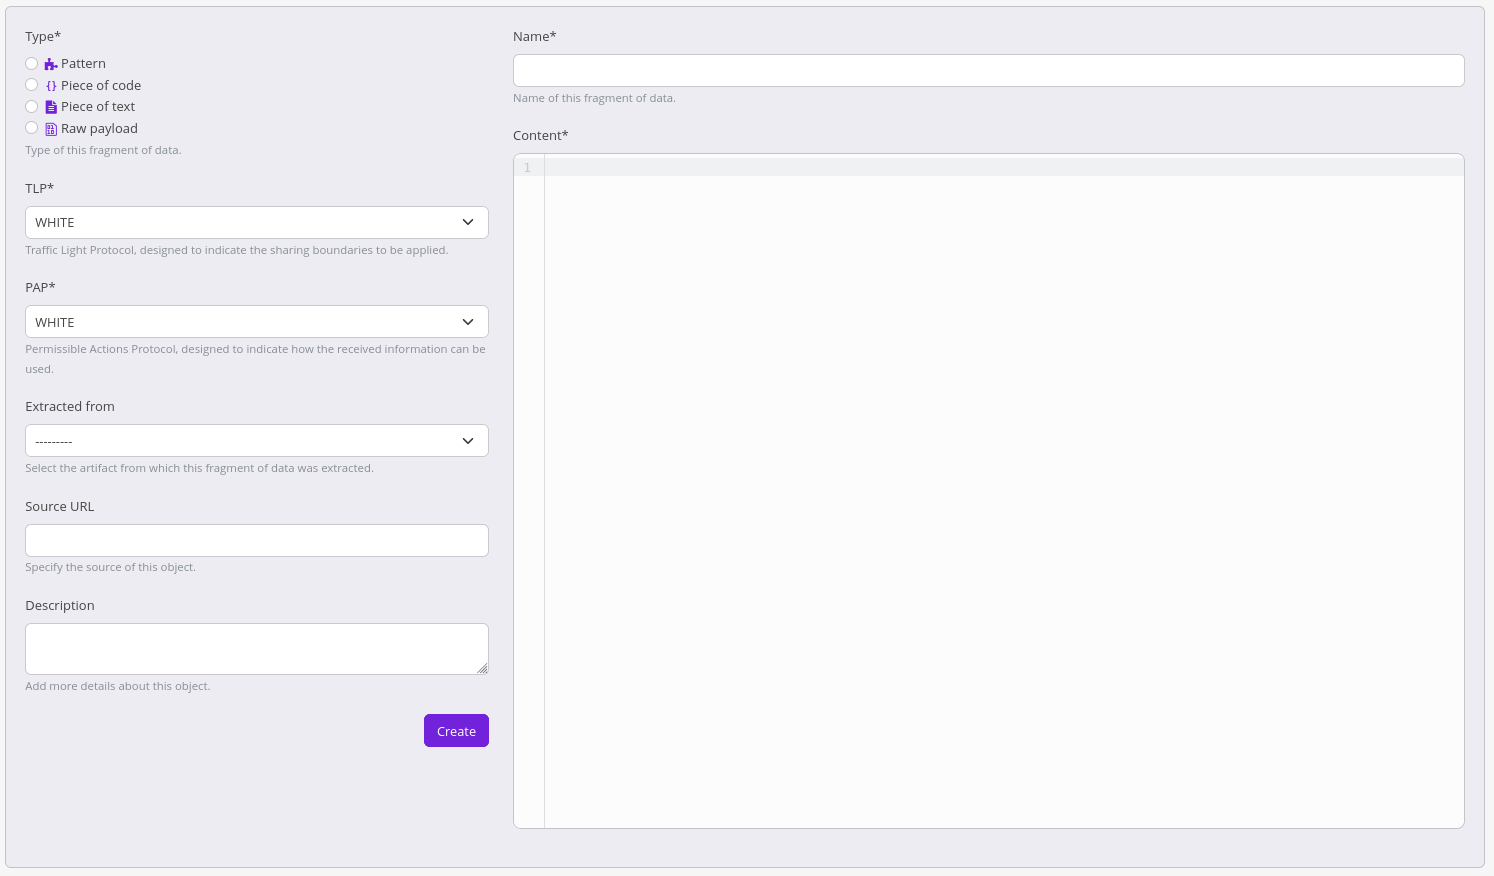 Type*
Pattern
{} Piece of code
Piece of text
Raw payload
Type of this fragment of data.
TLP*
WHITE
Traffic Light Protocol, designed to indicate the sharing boundaries to be applied.
PAP*
WHITE
Permissible Actions Protocol, designed to indicate how the received information can be
used.
Extracted from
---------
Select the artifact from which this fragment of data was extracted.
Source URL
Specify the source of this object.
Description
Add more details about this object.
Create
Name*
Name of this fragment of data.
Content*
1